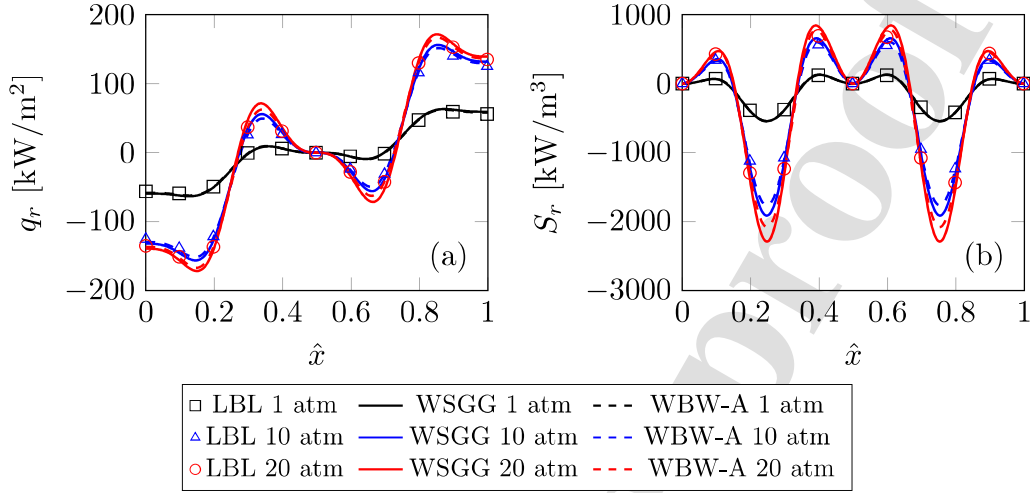 200
100
0
−100
−200
q_r [kW/m²]
(a)
0 0.2 0.4 0.6 0.8 1
x̂
1000
0
−1000
−2000
−3000
S_r [kW/m³]
(b)
0 0.2 0.4 0.6 0.8 1
x̂
LBL 1 atm WSGG 1 atm WBW-A 1 atm
LBL 10 atm WSGG 10 atm WBW-A 10 atm
LBL 20 atm WSGG 20 atm WBW-A 20 atm